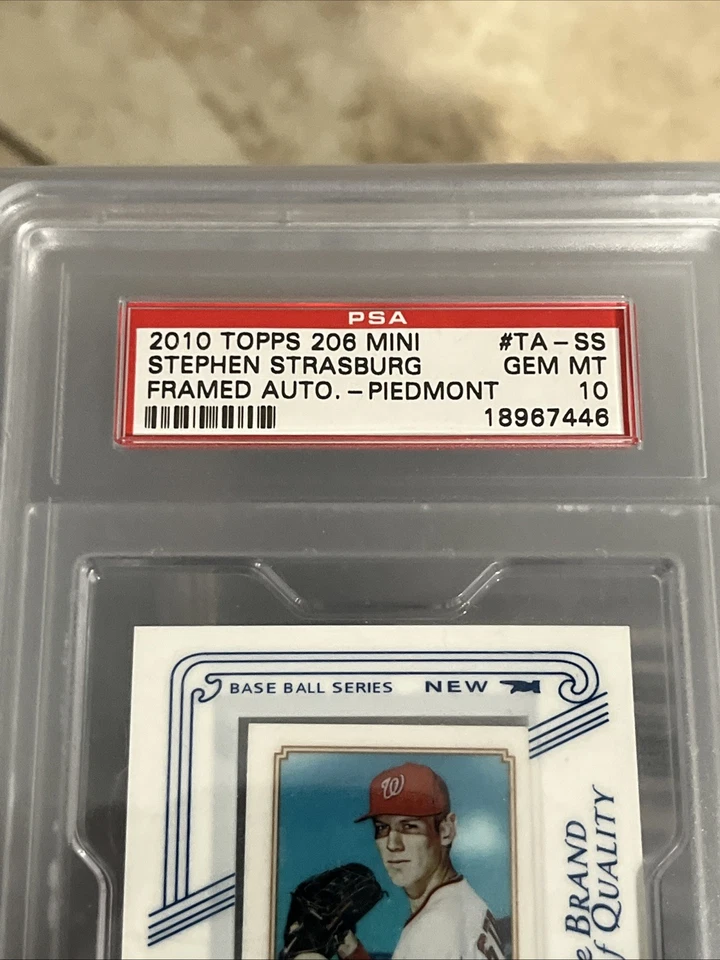 PSA
2010 TOPPS 206 MINI #TA-SS
STEPHEN STRASBURG GEM MT
FRAMED AUTO.-PIEDMONT 10
18967446
BASE BALL SERIES NEW
W
BRAND
QUALITY